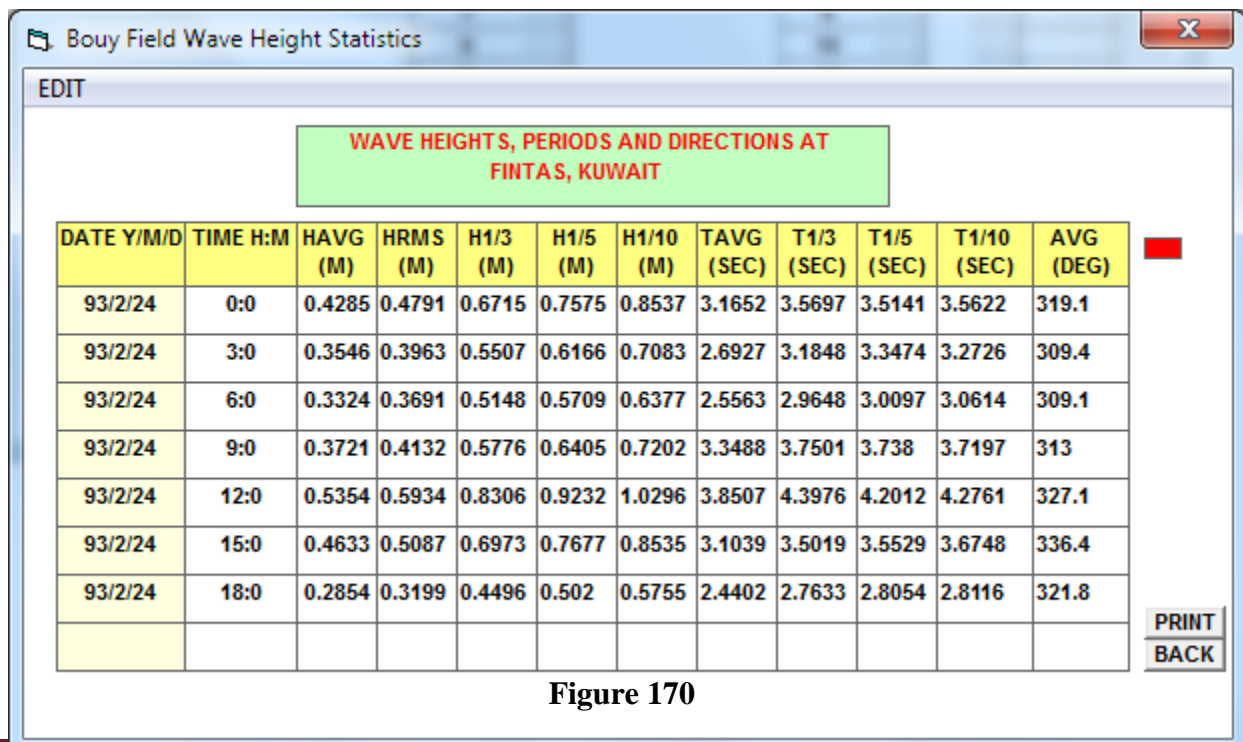 Bouy Field Wave Height Statistics
X
EDIT
WAVE HEIGHTS, PERIODS AND DIRECTIONS AT
FINTAS, KUWAIT
DATE Y/M/D TIME H:M HAVG (M) HRMS (M) H1/3 (M) H1/5 (M) H1/10 (M) TAVG (SEC) T1/3 (SEC) T1/5 (SEC) T1/10 (SEC) AVG (DEG)
93/2/24 0:0 0.4285 0.4791 0.6715 0.7575 0.8537 3.1652 3.5697 3.5141 3.5622 319.1
93/2/24 3:0 0.3546 0.3963 0.5507 0.6166 0.7083 2.6927 3.1848 3.3474 3.2726 309.4
93/2/24 6:0 0.3324 0.3691 0.5148 0.5709 0.6377 2.5563 2.9648 3.0097 3.0614 309.1
93/2/24 9:0 0.3721 0.4132 0.5776 0.6405 0.7202 3.3488 3.7501 3.738 3.7197 313
93/2/24 12:0 0.5354 0.5934 0.8306 0.9232 1.0296 3.8507 4.3976 4.2012 4.2761 327.1
93/2/24 15:0 0.4633 0.5087 0.6973 0.7677 0.8535 3.1039 3.5019 3.5529 3.6748 336.4
93/2/24 18:0 0.2854 0.3199 0.4496 0.502 0.5755 2.4402 2.7633 2.8054 2.8116 321.8
PRINT
BACK
Figure 170